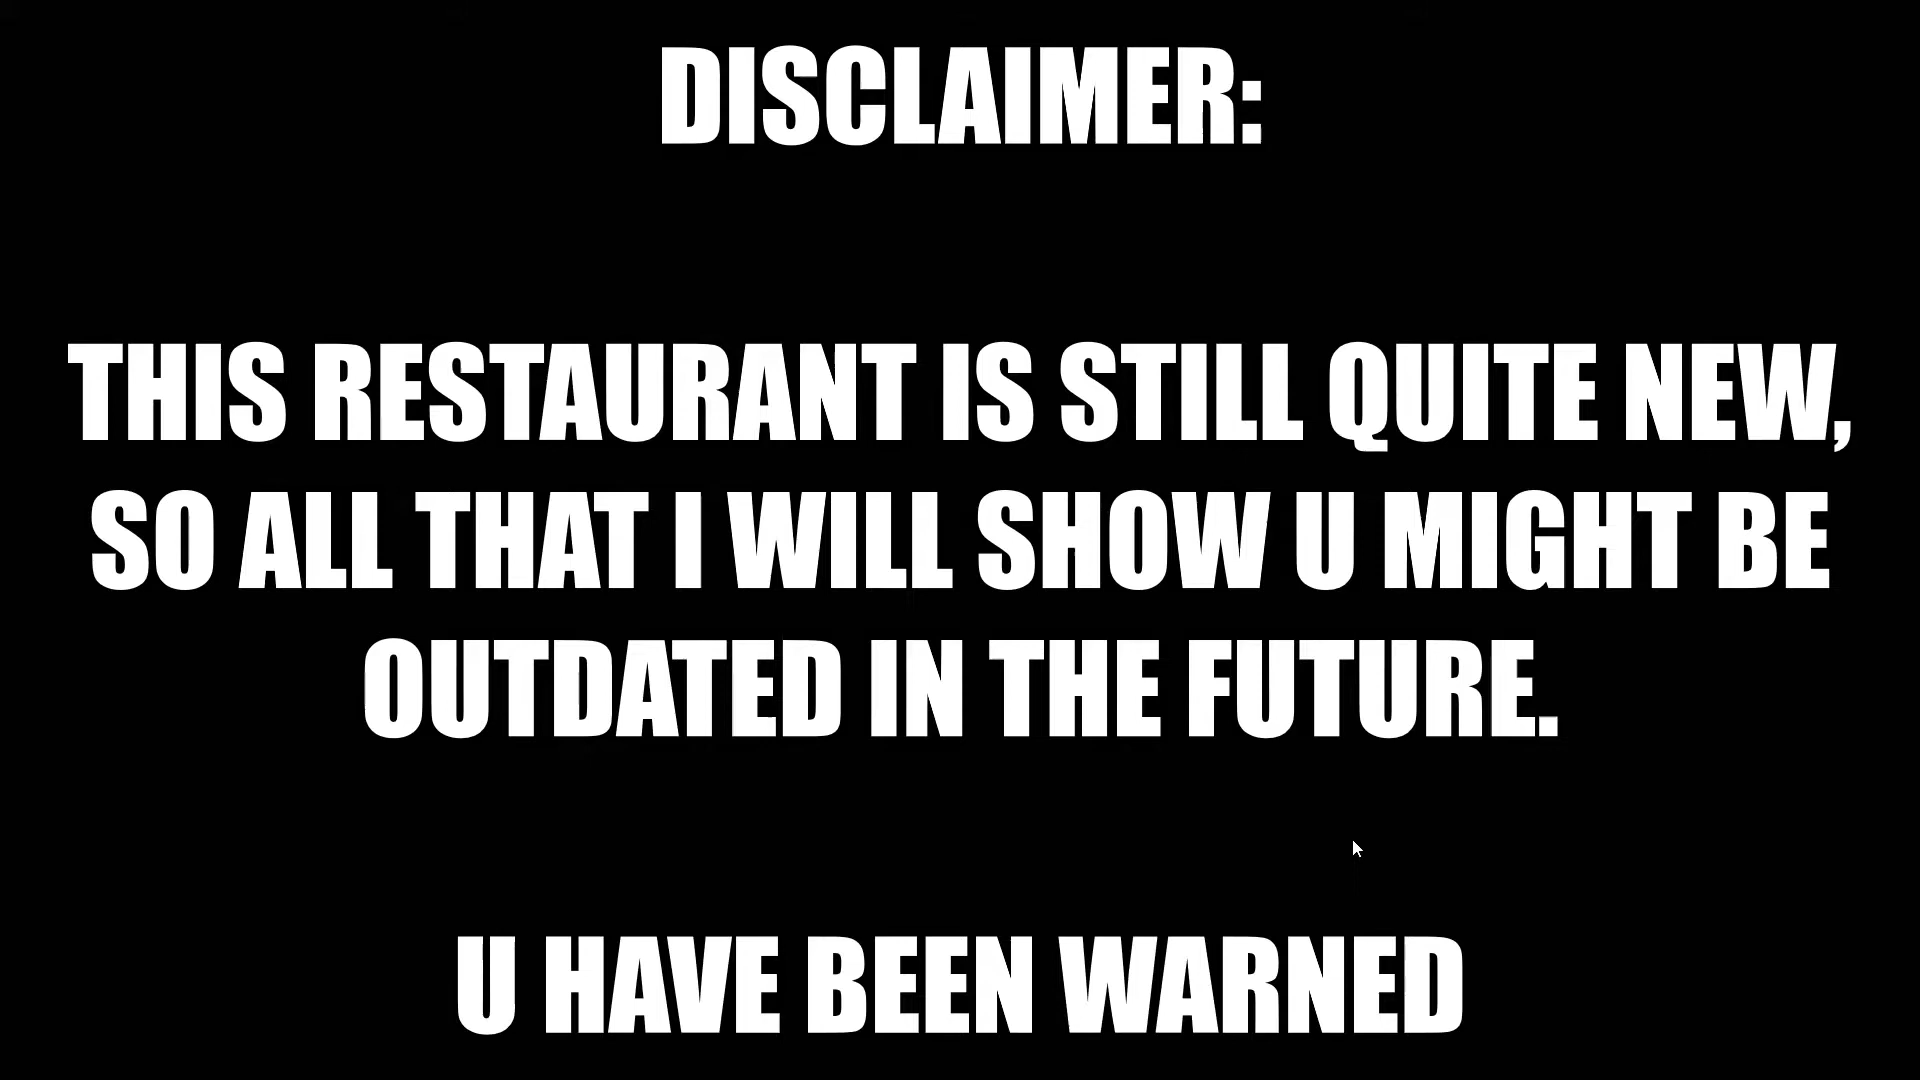 DISCLAIMER:
THIS RESTAURANT IS STILL QUITE NEW,
SO ALL THAT I WILL SHOW U MIGHT BE
OUTDATED IN THE FUTURE.
U HAVE BEEN WARNED